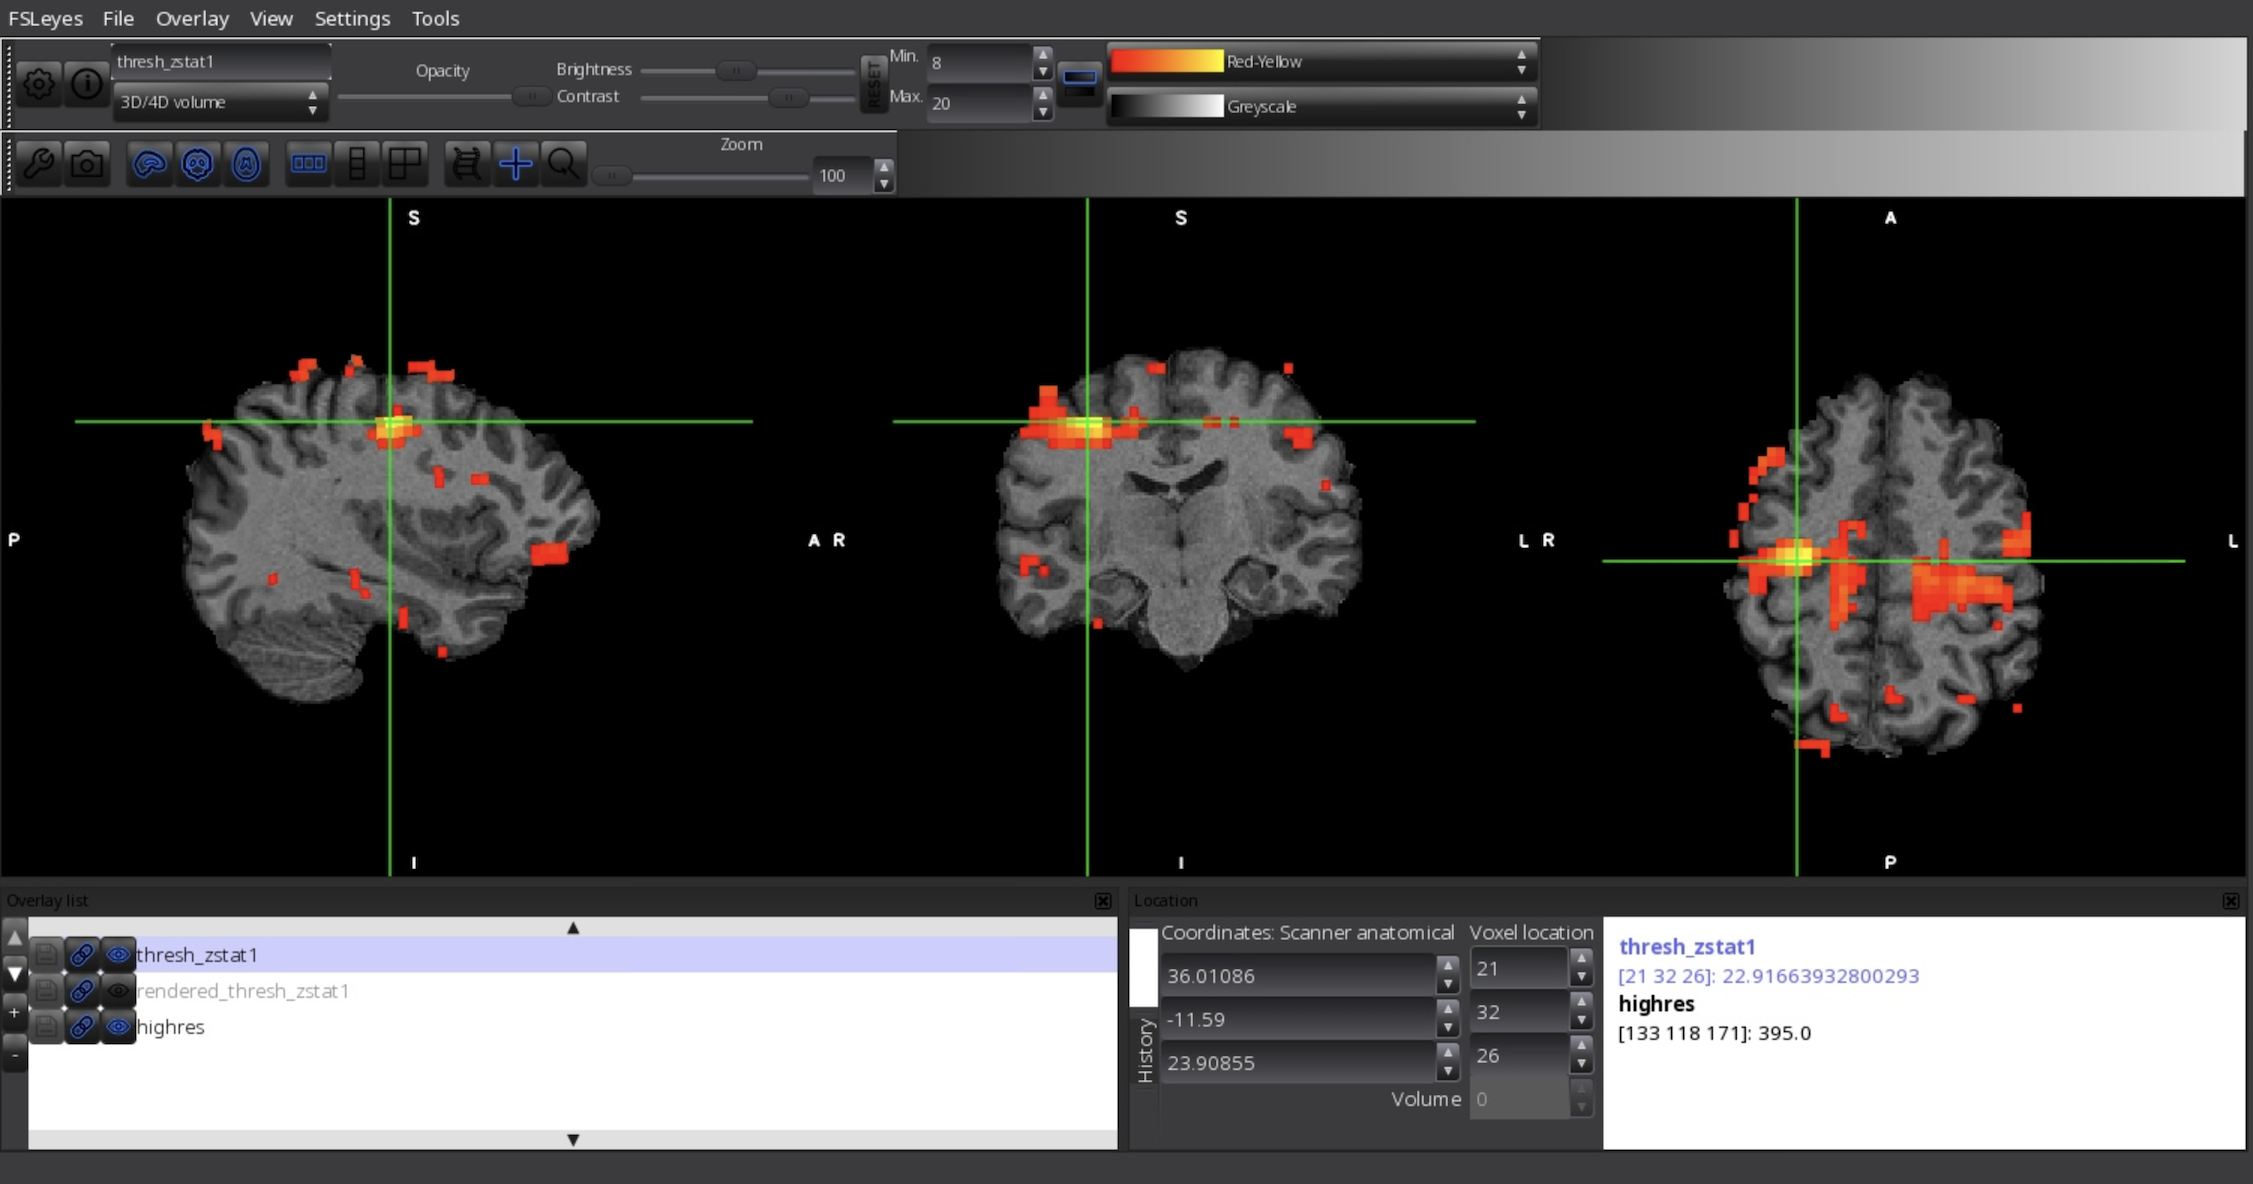 FSLeyes File Overlay View Settings Tools
thresh_zstat1
3D/4D volume
Opacity
Brightness
Contrast
RESET
Min. 8
Max. 20
Red-Yellow
Greyscale
Zoom
100
S S A
P A R L R L
I I P
Overlay list
thresh_zstat1
rendered_thresh_zstat1
highres
+
-
Location
History
Coordinates: Scanner anatomical Voxel location
36.01086 21
-11.59 32
23.90855 26
Volume 0
thresh_zstat1
[21 32 26]: 22.91663932800293
highres
[133 118 171]: 395.0